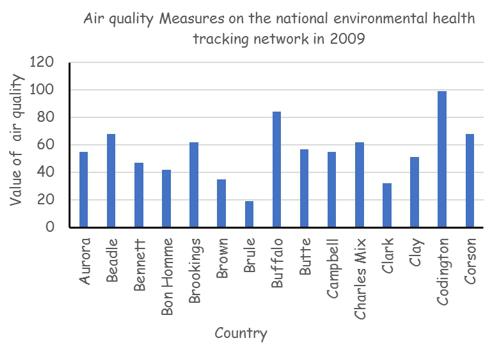 Air quality Measures on the national environmental health
tracking network in 2009
Value of air quality
120
100
80
60
40
20
0
Aurora
Beadle
Bennett
Bon Homme
Brookings
Brown
Brule
Buffalo
Butte
Campbell
Charles Mix
Clark
Clay
Codington
Corson
Country